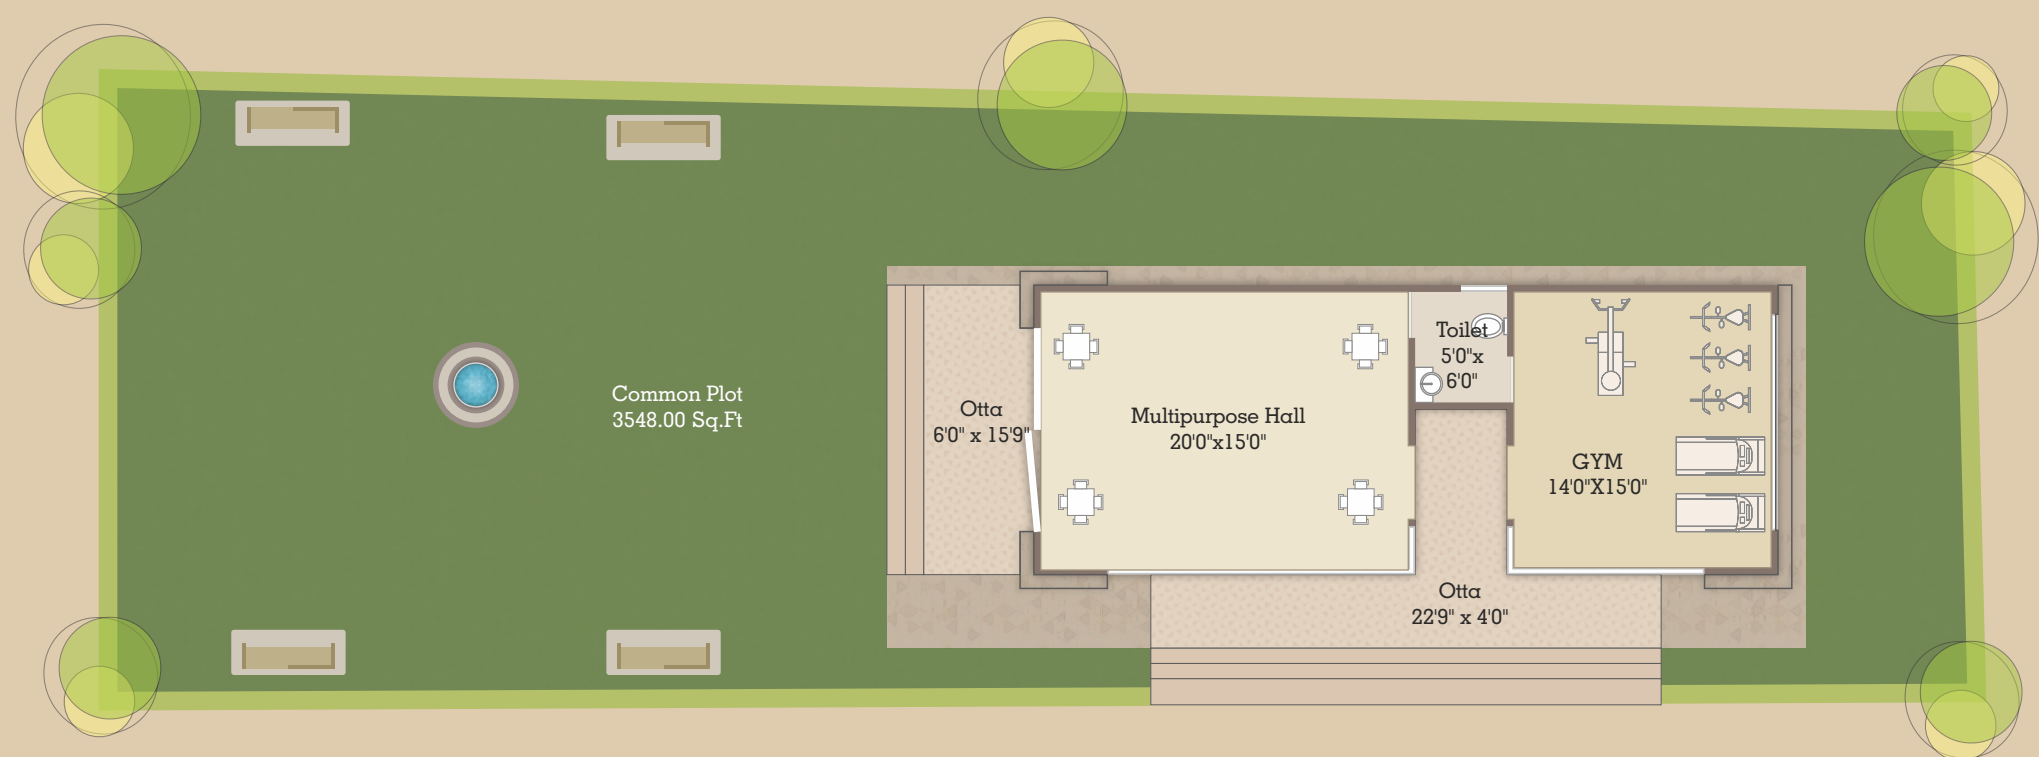 Common Plot
3548.00 Sq.Ft
Otta
6'0" x 15'9"
Multipurpose Hall
20'0"x15'0"
Toilet
5'0"x
6'0"
GYM
14'0"X15'0"
Otta
22'9" x 4'0"